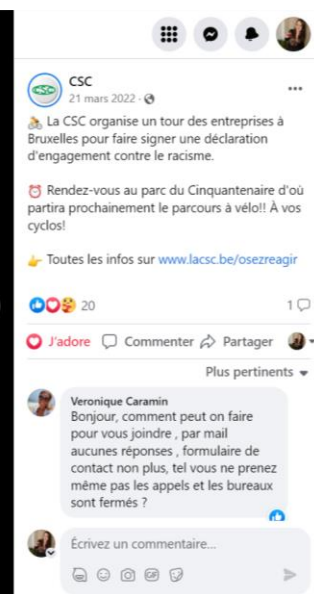 CSC
CSC
21 mars 2022
La CSC organise un tour des entreprises à
Bruxelles pour faire signer une déclaration
d'engagement contre le racisme.
Rendez-vous au parc du Cinquantenaire d'où
partira prochainement le parcours à vélo!! À vos
cyclos!
Toutes les infos sur www.lacsc.be/osezreagir
20
1
J'adore Commenter Partager
Plus pertinents
Veronique Caramin
Bonjour, comment peut on faire
pour vous joindre , par mail
aucunes réponses , formulaire de
contact non plus, tel vous ne prenez
même pas les appels et les bureaux
sont fermés ?
Écrivez un commentaire...
GIF